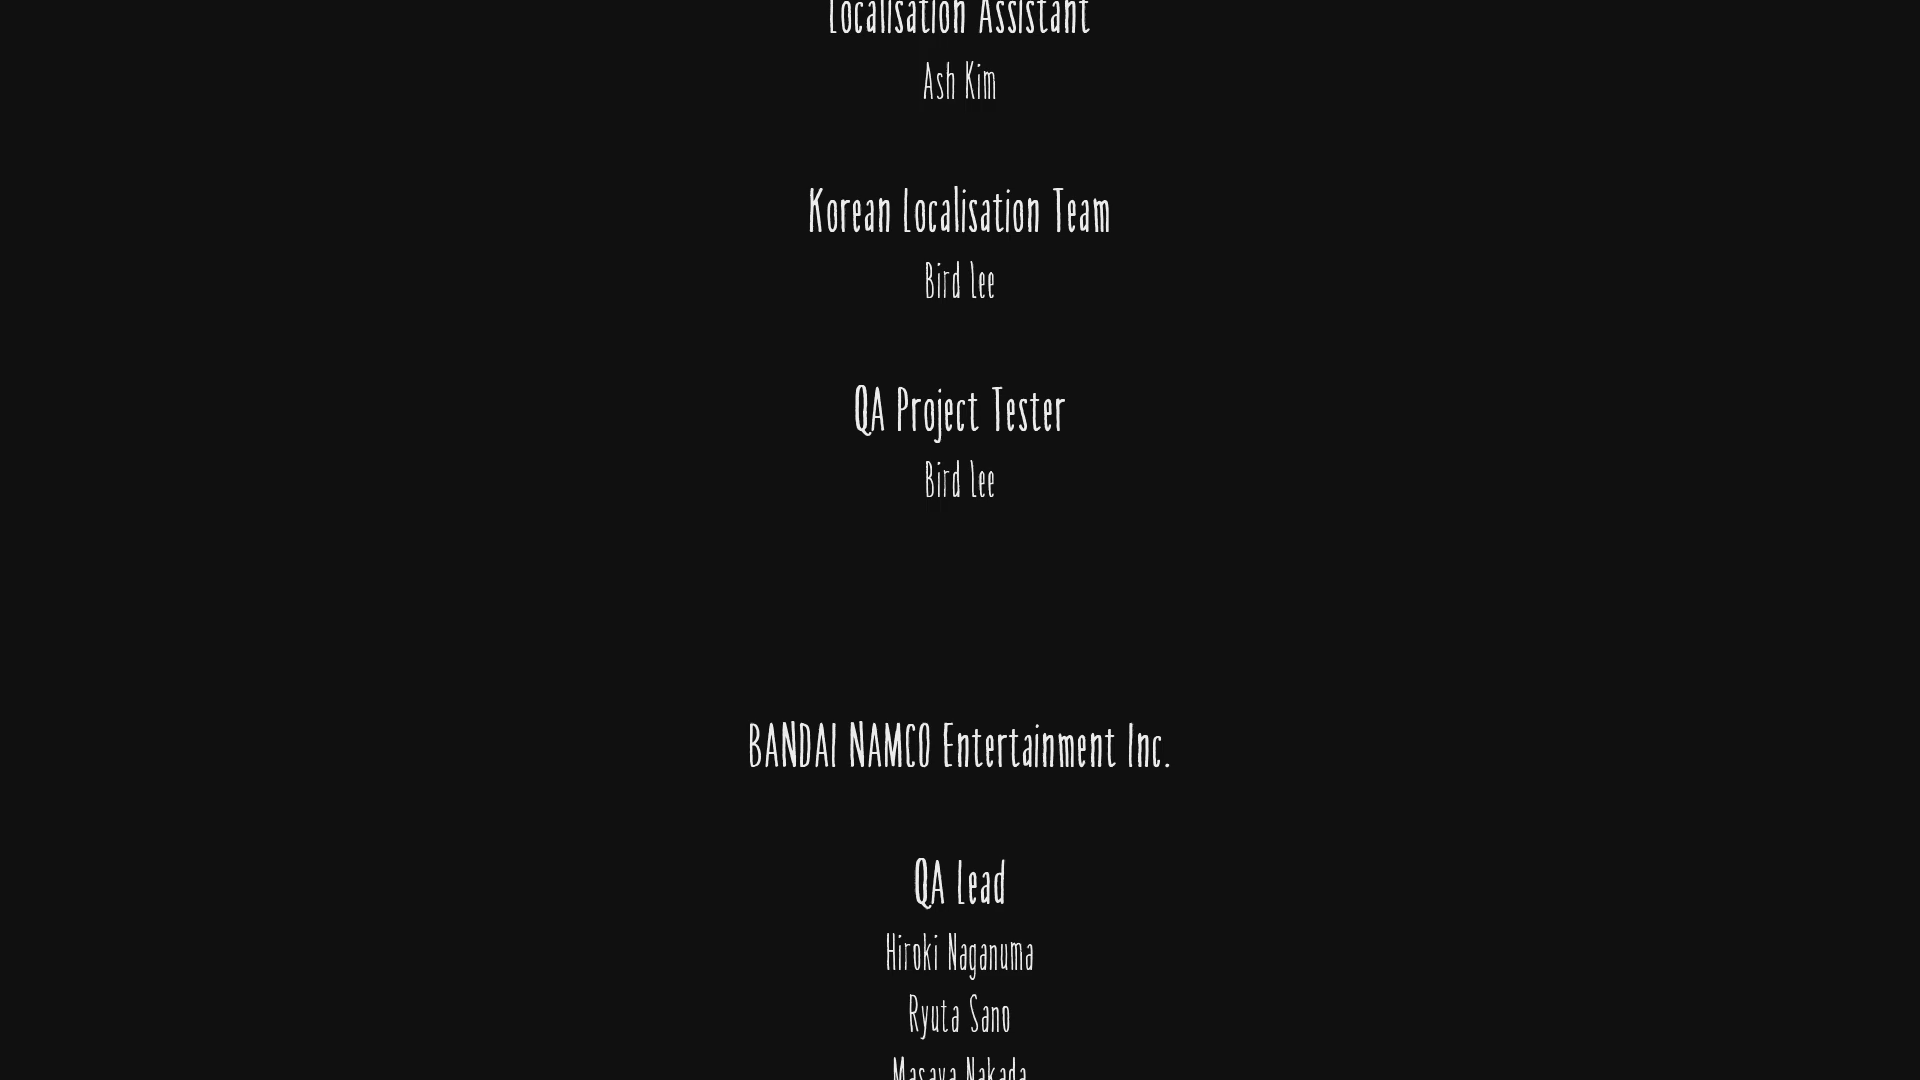 Localisation Assistant
Ash Kim
Korean Localisation Team
Bird Lee
QA Project Tester
Bird Lee
BANDAI NAMCO Entertainment Inc.
QA Lead
Hiroki Naganuma
Ryuta Sano
Masaya Nakada